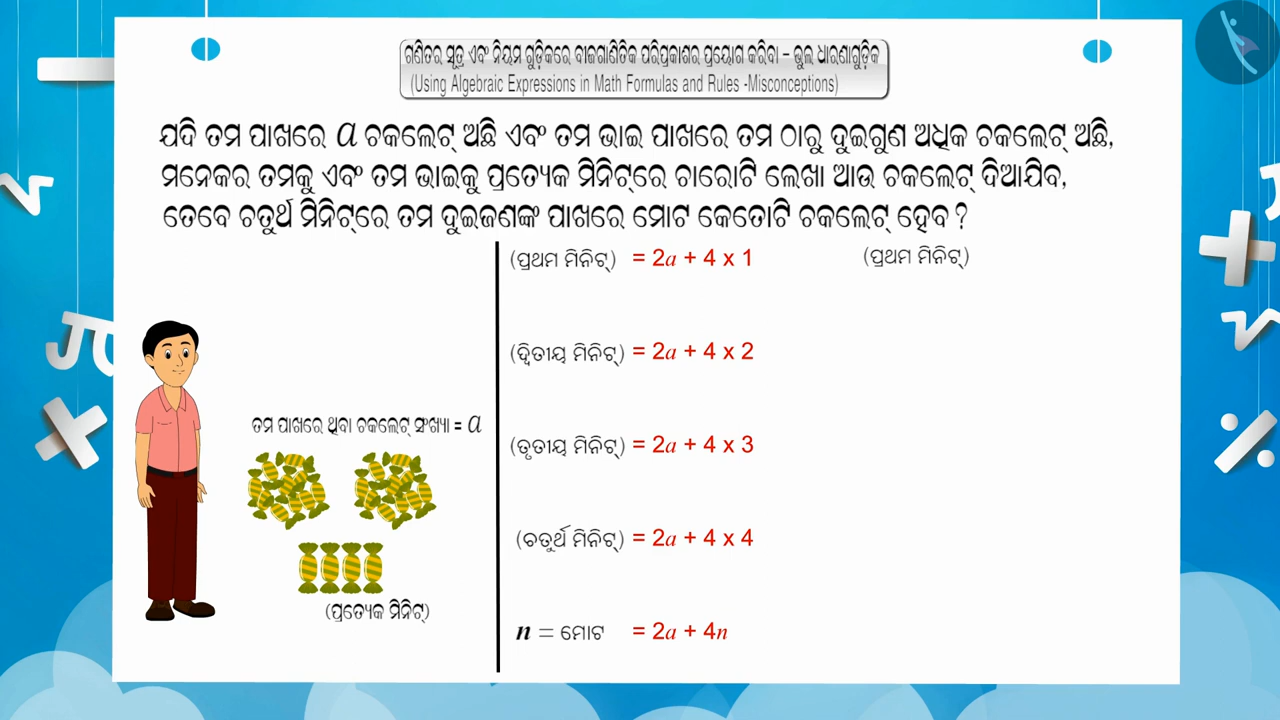 ଗଣିତର ସୂତ୍ର ଏବଂ ନିୟମ ଗୁଡ଼ିକରେ ବୀଜଗାଣିତିକ ପରିପ୍ରକାଶର ପ୍ରୟୋଗ କରିବା – ଭୁଲ ଧାରଣାଗୁଡ଼ିକ
(Using Algebraic Expressions in Math Formulas and Rules -Misconceptions)
ଯଦି ତମ ପାଖରେ a ଚକଲେଟ୍ ଅଛି ଏବଂ ତମ ଭାଇ ପାଖରେ ତମ ଠାରୁ ଦୁଇଗୁଣ ଅଧିକ ଚକଲେଟ୍ ଅଛି,
ମନେକର ତମକୁ ଏବଂ ତମ ଭାଇକୁ ପ୍ରତ୍ୟେକ ମିନିଟ୍‌ରେ ଚାରୋଟି ଲେଖା ଆଉ ଚକଲେଟ୍ ଦିଆଯିବ,
ତେବେ ଚତୁର୍ଥ ମିନିଟ୍‌ରେ ତମ ଦୁଇଜଣଙ୍କ ପାଖରେ ମୋଟ କେତୋଟି ଚକଲେଟ୍ ହେବ ?
(ପ୍ରଥମ ମିନିଟ୍) = 2a + 4 x 1
(ପ୍ରଥମ ମିନିଟ୍)
(ଦ୍ୱିତୀୟ ମିନିଟ୍) = 2a + 4 x 2
(ତୃତୀୟ ମିନିଟ୍) = 2a + 4 x 3
(ଚତୁର୍ଥ ମିନିଟ୍) = 2a + 4 x 4
n = ମୋଟ = 2a + 4n
ତମ ପାଖରେ ଥିବା ଚକଲେଟ୍ ସଂଖ୍ୟା = a
(ପ୍ରତ୍ୟେକ ମିନିଟ୍)